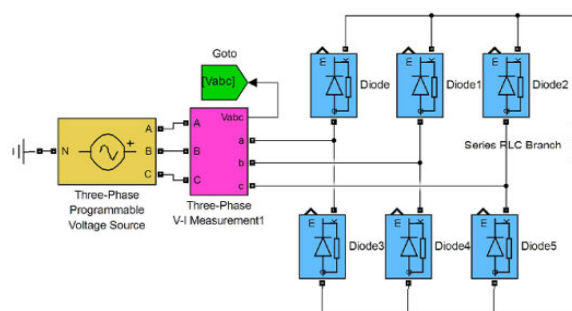 Goto
[Vabc]
Vabc
N
A
B
C
A
B
C
a
b
c
Three-Phase
Programmable
Voltage Source
Three-Phase
V-I Measurement1
m
k
Diode
m
k
Diode1
m
k
Diode2
Series RLC Branch
m
k
Diode3
m
k
Diode4
m
k
Diode5